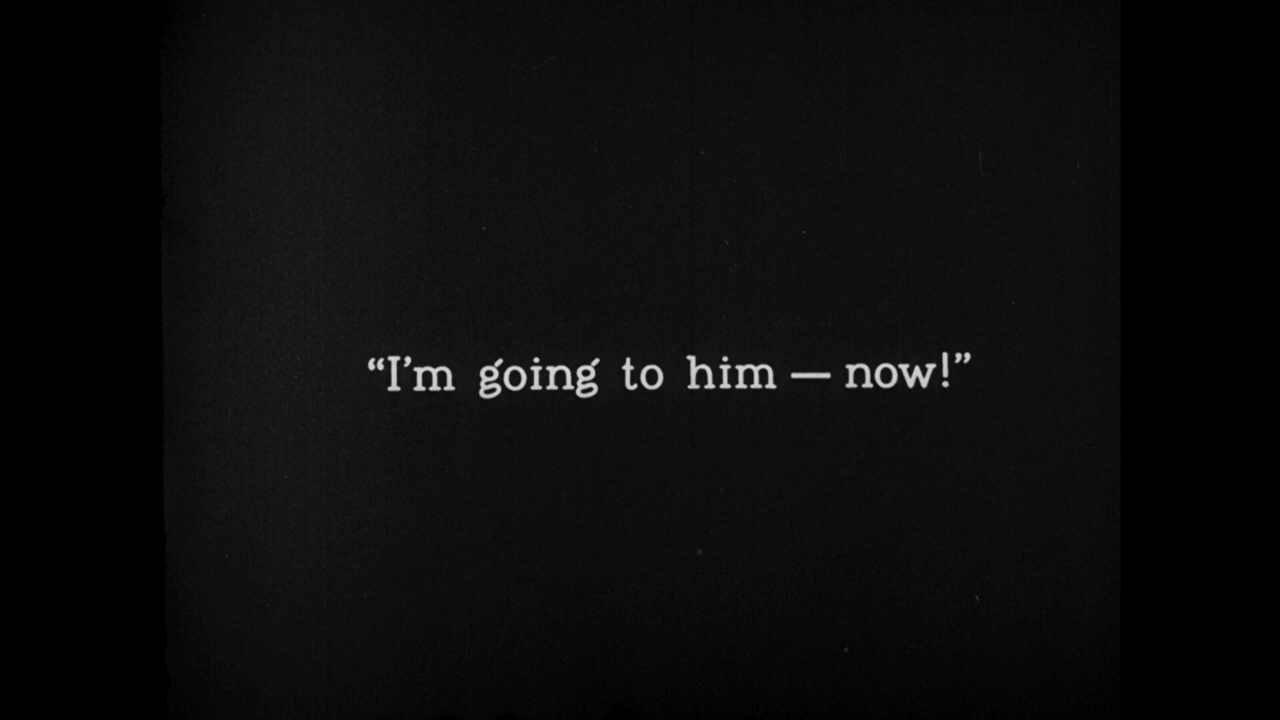 “I’m going to him — now!”